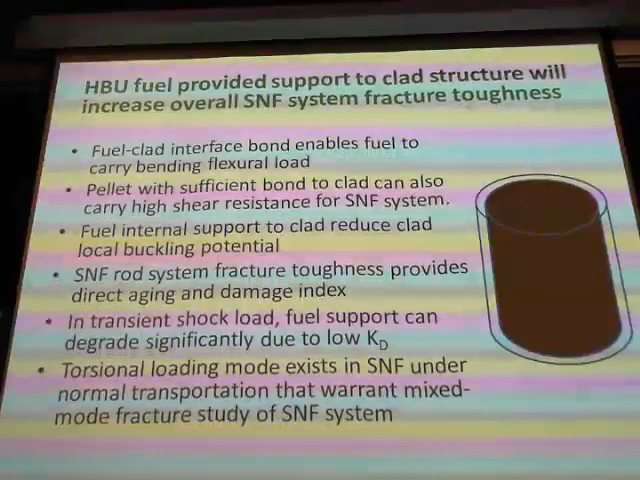 HBU fuel provided support to clad structure will
increase overall SNF system fracture toughness
• Fuel-clad interface bond enables fuel to
carry bending flexural load
• Pellet with sufficient bond to clad can also
carry high shear resistance for SNF system.
• Fuel internal support to clad reduce clad
local buckling potential
• SNF rod system fracture toughness provides
direct aging and damage index
• In transient shock load, fuel support can
degrade significantly due to low K_D
• Torsional loading mode exists in SNF under
normal transportation that warrant mixed-
mode fracture study of SNF system